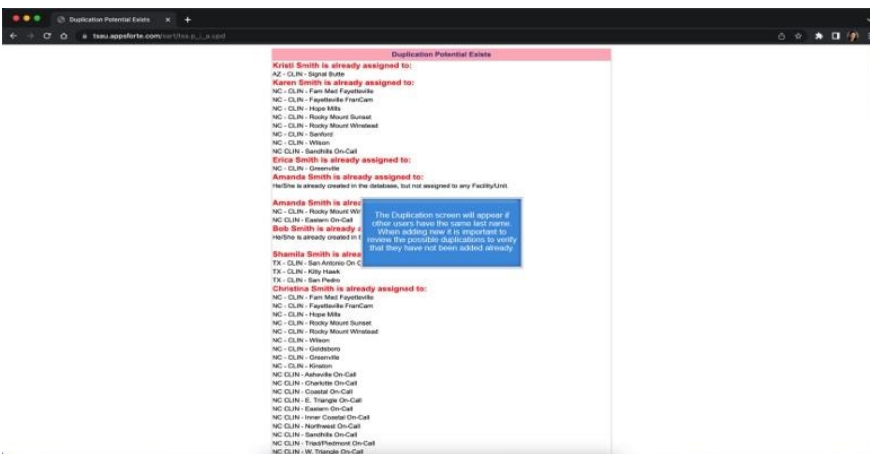 Duplication Potential Exists
tsau.appsforte.com
Duplication Potential Exists
Kristi Smith is already assigned to:
AZ - CLIN - Signal Butte
Karen Smith is already assigned to:
NC - CLIN - Fam Med Fayetteville
NC - CLIN - Fayetteville FranCam
NC - CLIN - Hope Mills
NC - CLIN - Rocky Mount Sunset
NC - CLIN - Rocky Mount Winstead
NC - CLIN - Sanford
NC - CLIN - Wilson
NC CLIN - Sandhills On-Call
Erica Smith is already assigned to:
NC - CLIN - Greenville
Amanda Smith is already assigned to:
He/She is already created in the database, but not assigned to any Facility/Unit.
Amanda Smith is alrea
NC - CLIN - Rocky Mount Win
NC CLIN - Eastern On-Call
Bob Smith is already a
He/She is already created in t
Shamila Smith is alrea
TX - CLIN - San Antonio On C
TX - CLIN - Kitty Hawk
TX - CLIN - San Pedro
The Duplication screen will appear if
other users have the same last name.
When adding new it is important to
review the possible duplications to verify
that they have not been added already.
Christina Smith is already assigned to:
NC - CLIN - Fam Med Fayetteville
NC - CLIN - Fayetteville FranCam
NC - CLIN - Hope Mills
NC - CLIN - Rocky Mount Sunset
NC - CLIN - Rocky Mount Winstead
NC - CLIN - Wilson
NC - CLIN - Goldsboro
NC - CLIN - Greenville
NC - CLIN - Kinston
NC CLIN - Asheville On-Call
NC CLIN - Charlotte On-Call
NC CLIN - Coastal On-Call
NC CLIN - E. Triangle On-Call
NC CLIN - Eastern On-Call
NC CLIN - Inner Coastal On-Call
NC CLIN - Northwest On-Call
NC CLIN - Sandhills On-Call
NC CLIN - Triad/Piedmont On-Call
NC CLIN - W. Triangle On-Call